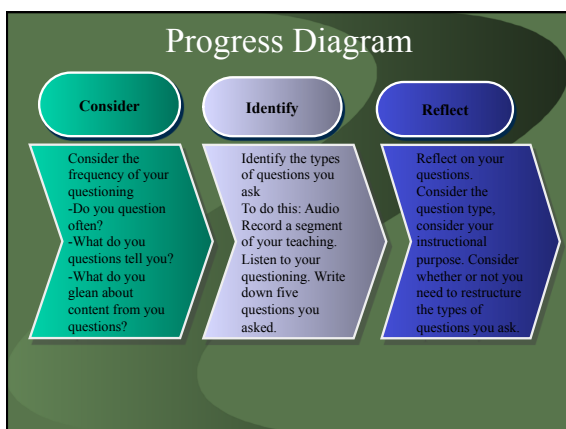 Progress Diagram
Consider
Identify
Reflect
Consider the
frequency of your
questioning
-Do you question
often?
-What do you
questions tell you?
-What do you
glean about
content from you
questions?
Identify the types
of questions you
ask
To do this: Audio
Record a segment
of your teaching.
Listen to your
questioning. Write
down five
questions you
asked.
Reflect on your
questions.
Consider the
question type,
consider your
instructional
purpose. Consider
whether or not you
need to restructure
the types of
questions you ask.